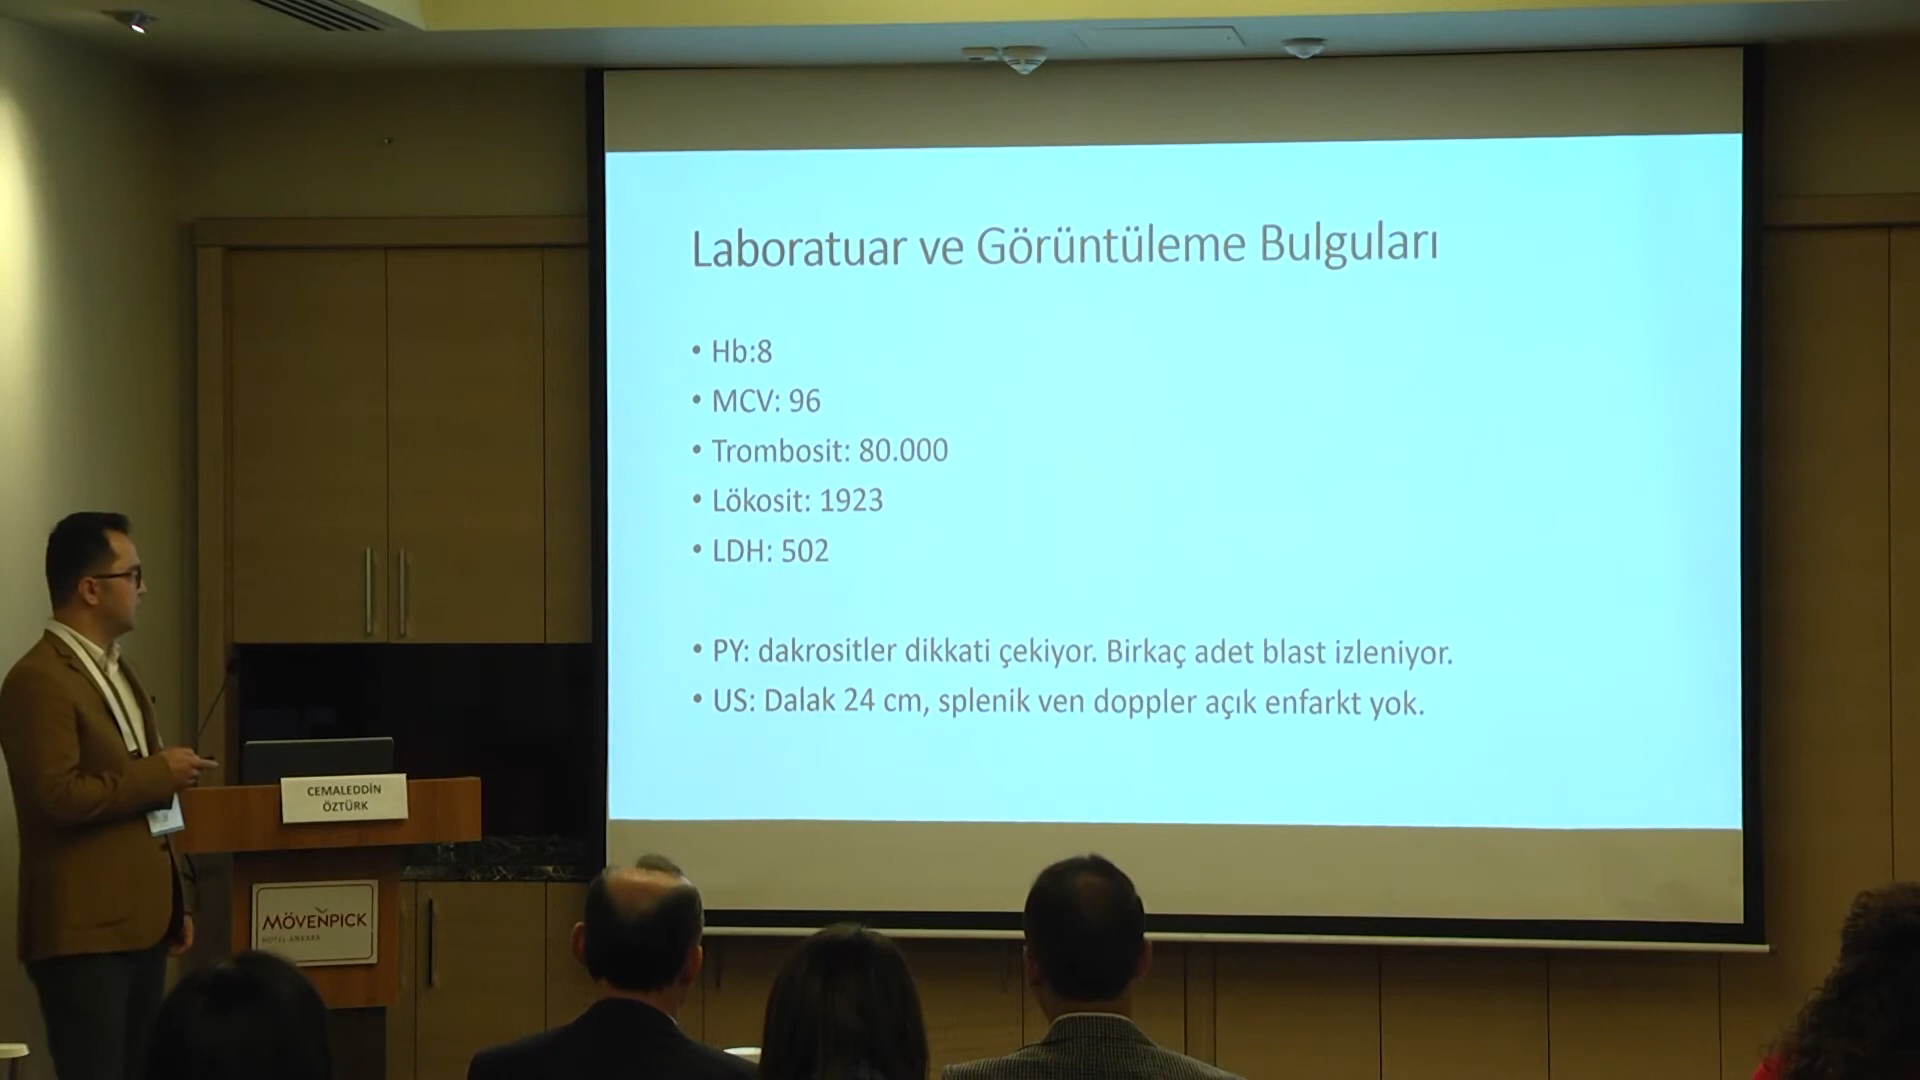 Laboratuar ve Görüntüleme Bulguları
• Hb:8
• MCV: 96
• Trombosit: 80.000
• Lökosit: 1923
• LDH: 502
• PY: dakrositler dikkati çekiyor. Birkaç adet blast izleniyor.
• US: Dalak 24 cm, splenik ven doppler açık enfarkt yok.
CEMALEDDİN
ÖZTÜRK
MÖVENPICK
HOTEL ANKARA